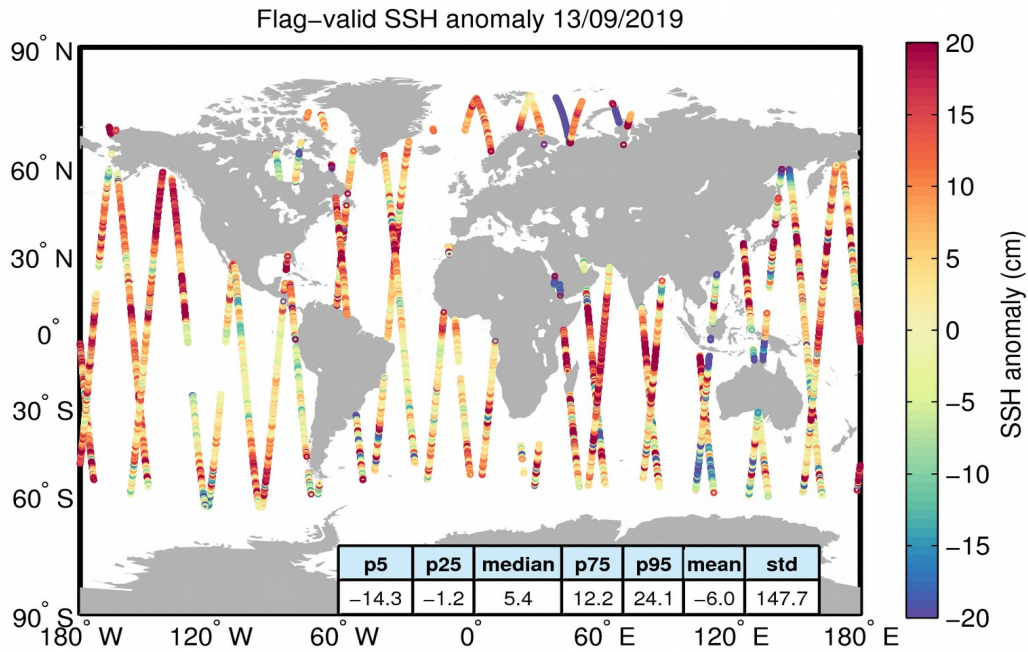 Flag−valid SSH anomaly 13/09/2019
90° N
60° N
30° N
0°
30° S
60° S
90° S
180° W 120° W 60° W 0° 60° E 120° E 180° E
p5 p25 median p75 p95 mean std
−14.3 −1.2 5.4 12.2 24.1 −6.0 147.7
20
15
10
5
0
−5
−10
−15
−20
SSH anomaly (cm)